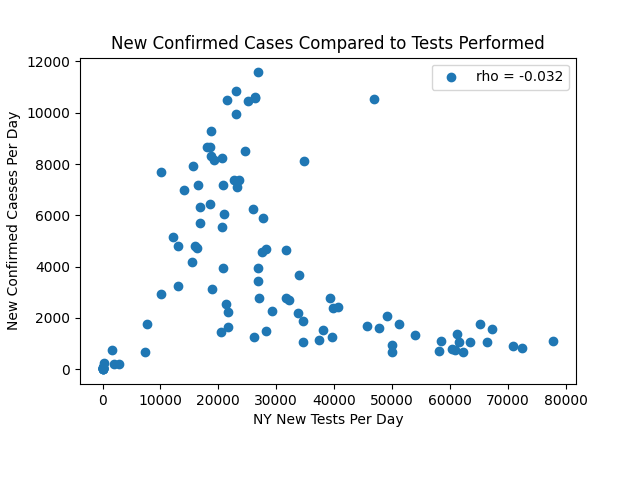 New Confirmed Cases Compared to Tests Performed
rho = -0.032
New Confirmed Caeses Per Day
12000
10000
8000
6000
4000
2000
0
0 10000 20000 30000 40000 50000 60000 70000 80000
NY New Tests Per Day